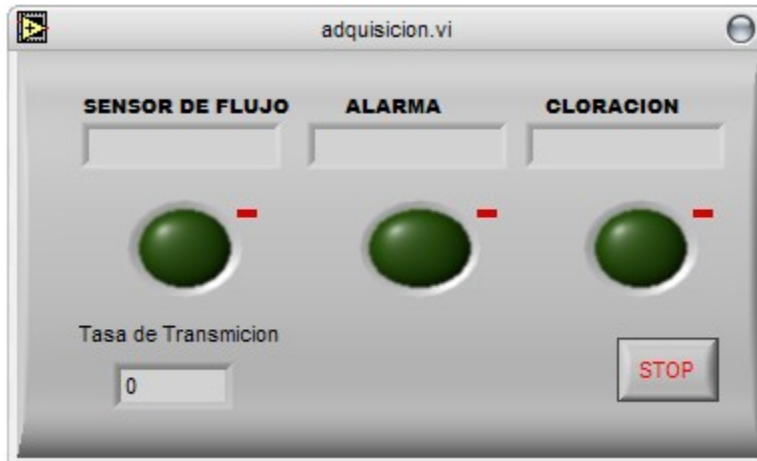 adquisicion.vi
SENSOR DE FLUJO ALARMA CLORACION
Tasa de Transmicion
0
STOP